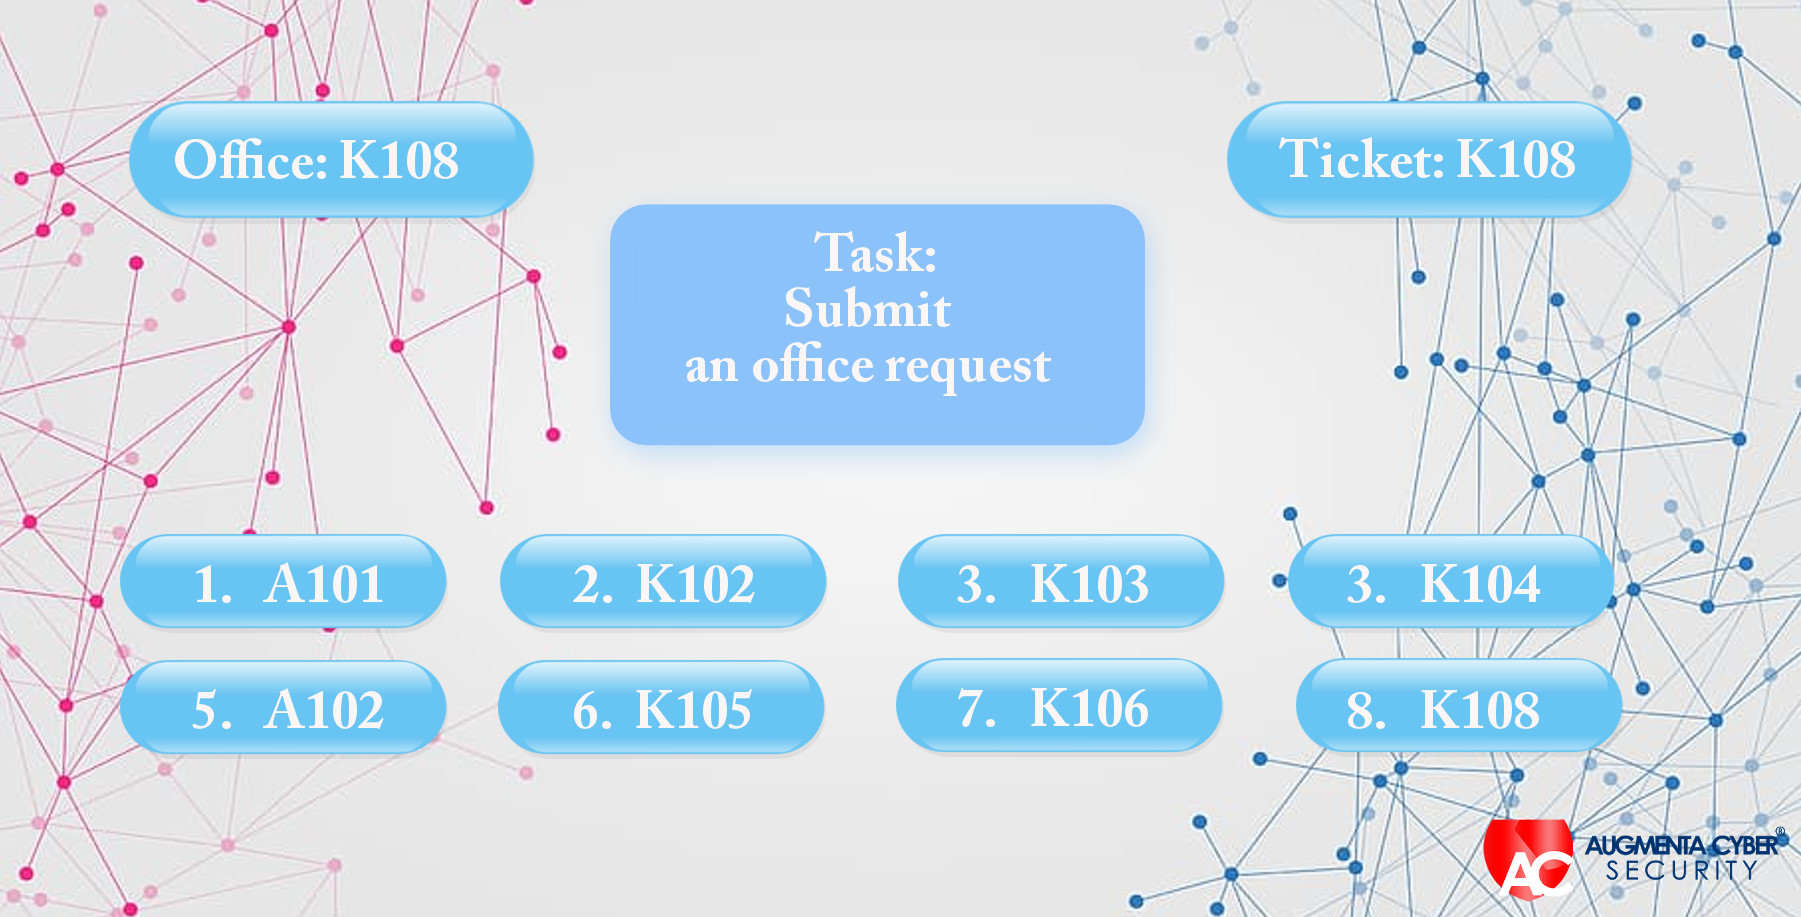 Office: K108
Ticket: K108
Task:
Submit
an office request
1. A101
2. K102
3. K103
3. K104
5. A102
6. K105
7. K106
8. K108
AC
AUGMENTA CYBER®
SECURITY